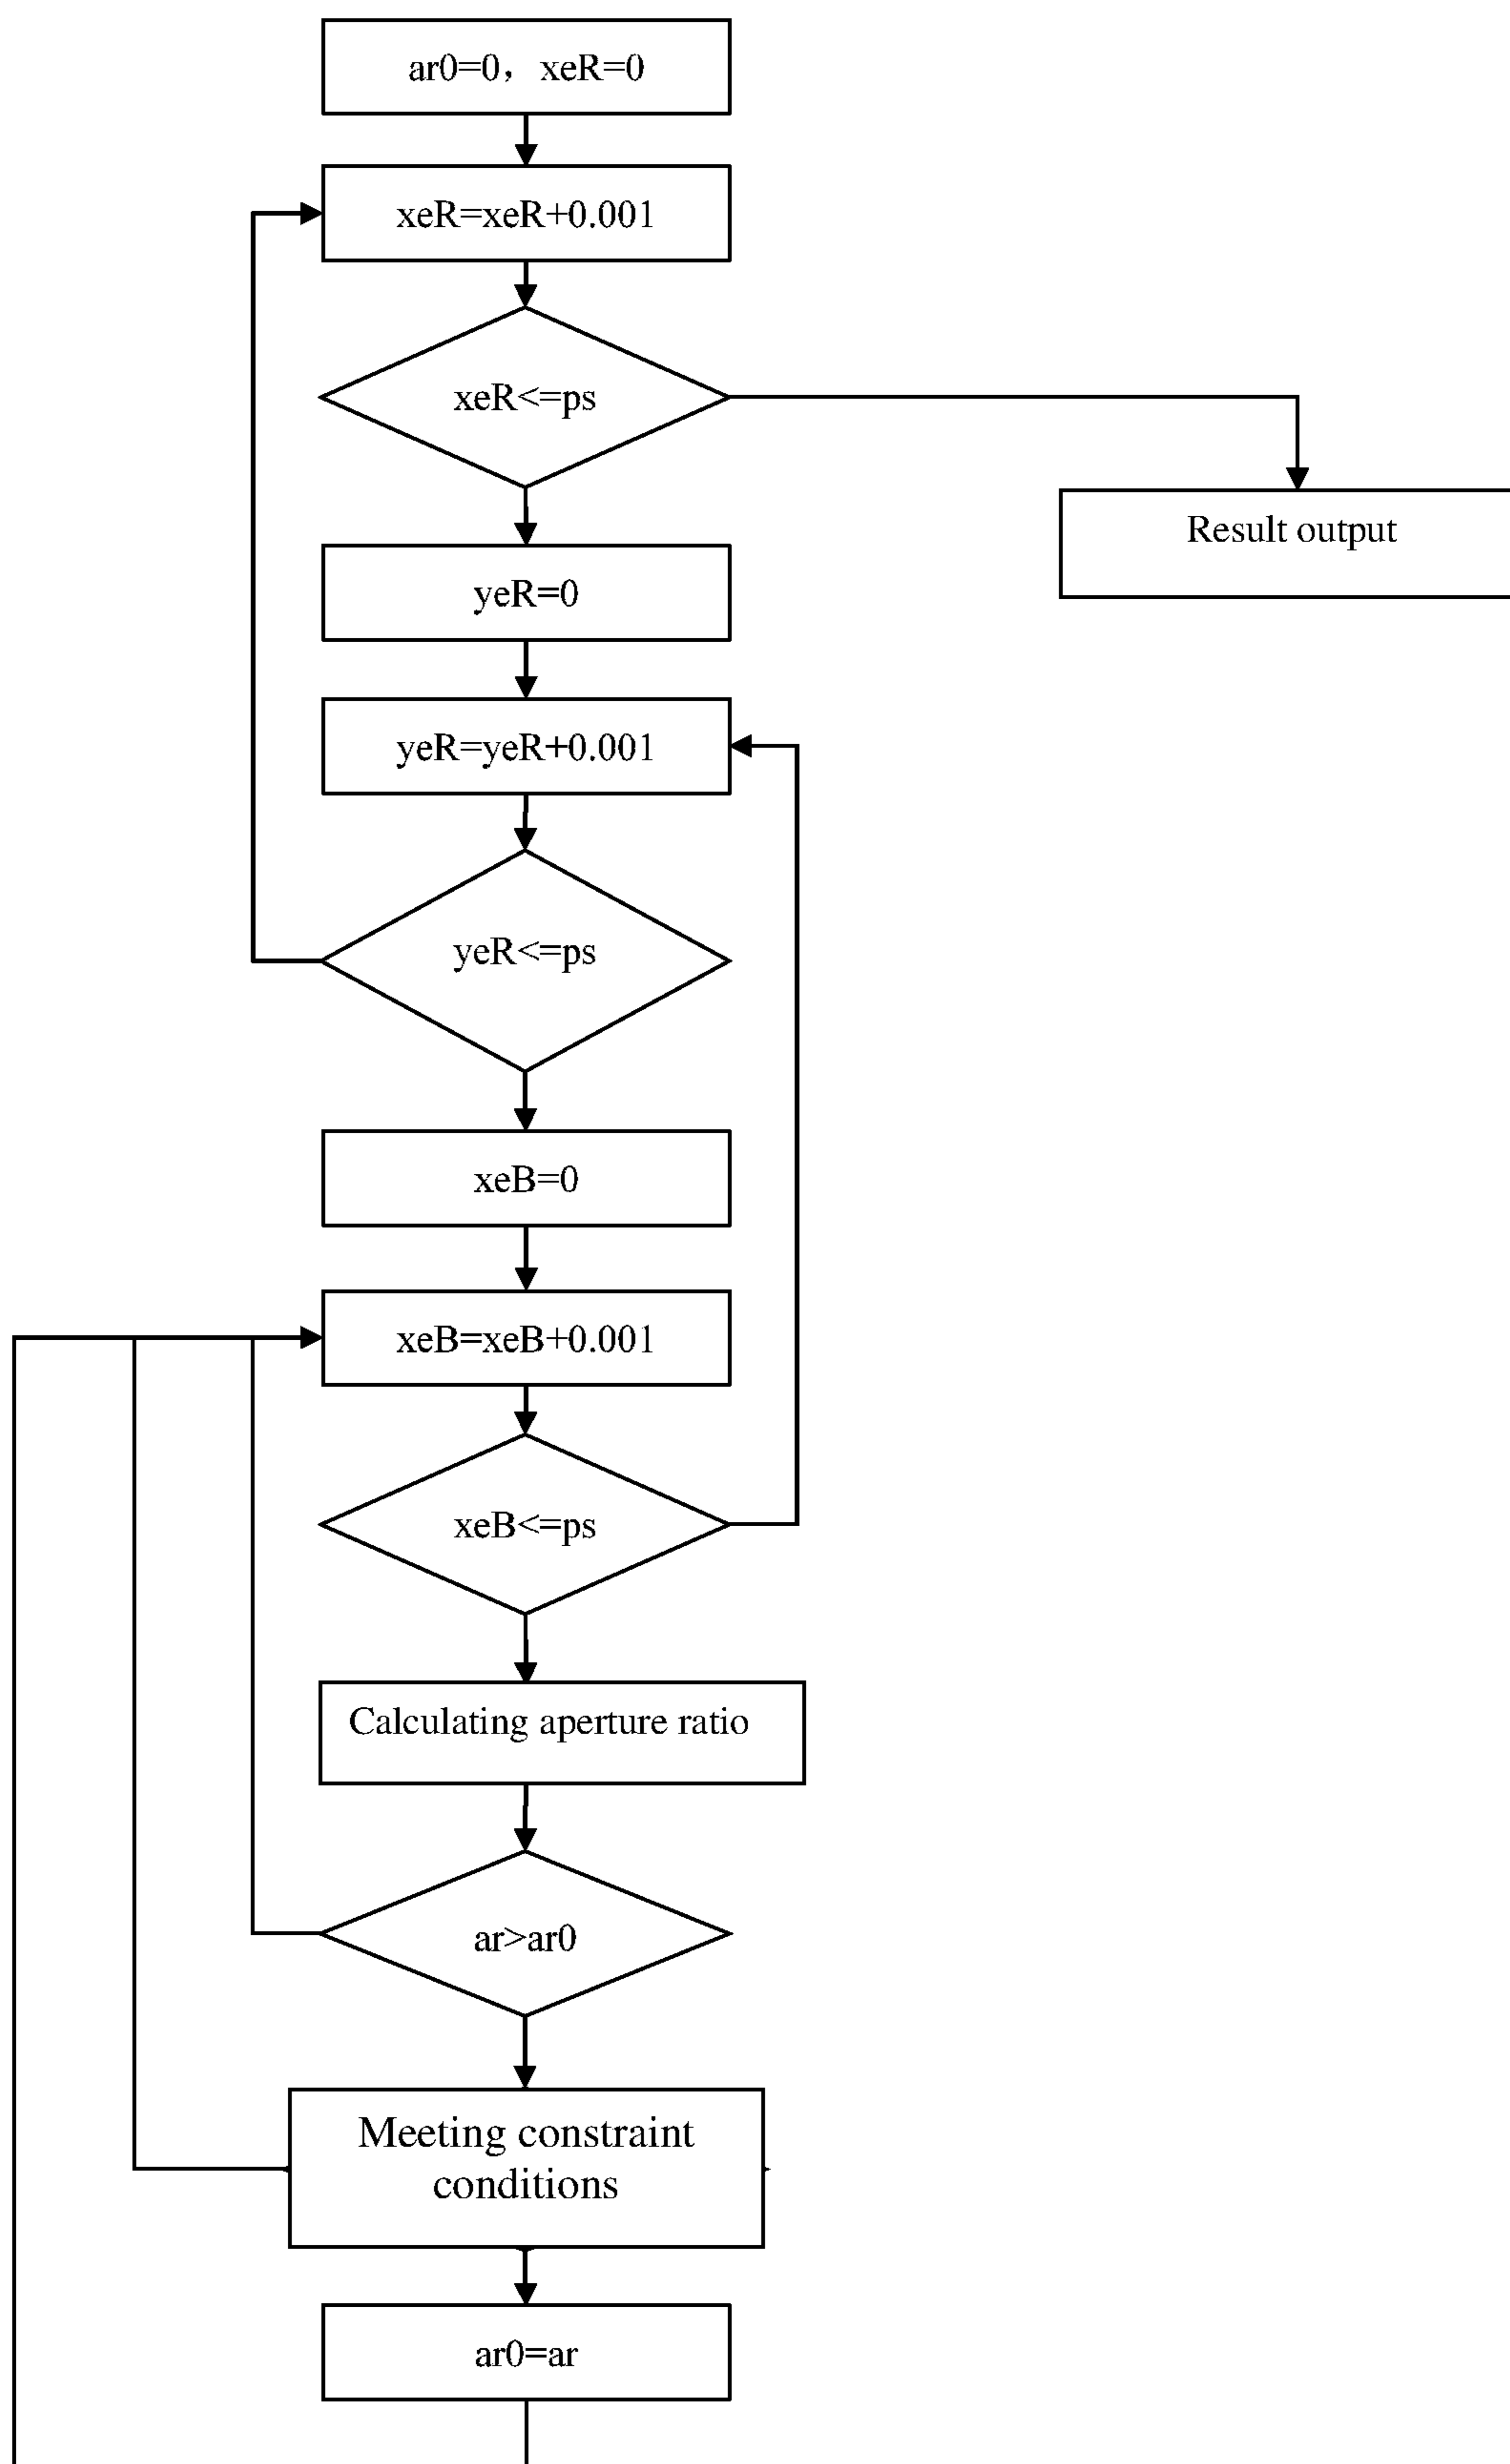 ar0=0, xeR=0
xeR=xeR+0.001
xeR<=ps
Result output
yeR=0
yeR=yeR+0.001
yeR<=ps
xeB=0
xeB=xeB+0.001
xeB<=ps
Calculating aperture ratio
ar>ar0
Meeting constraint
conditions
ar0=ar